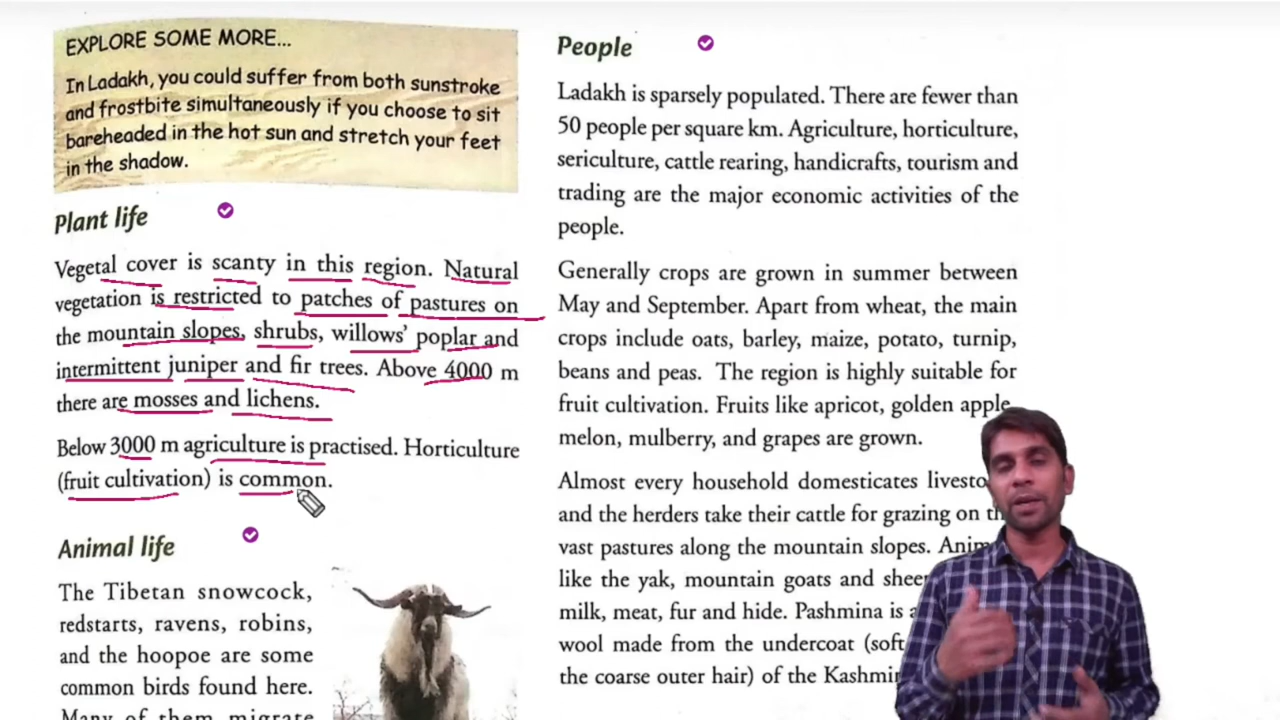 EXPLORE SOME MORE...
In Ladakh, you could suffer from both sunstroke
and frostbite simultaneously if you choose to sit
bareheaded in the hot sun and stretch your feet
in the shadow.
Plant life
Vegetal cover is scanty in this region. Natural
vegetation is restricted to patches of pastures on
the mountain slopes, shrubs, willows' poplar and
intermittent juniper and fir trees. Above 4000 m
there are mosses and lichens.
Below 3000 m agriculture is practised. Horticulture
(fruit cultivation) is common.
Animal life
The Tibetan snowcock,
redstarts, ravens, robins,
and the hoopoe are some
common birds found here.
Many of them migrate
People
Ladakh is sparsely populated. There are fewer than
50 people per square km. Agriculture, horticulture,
sericulture, cattle rearing, handicrafts, tourism and
trading are the major economic activities of the
people.
Generally crops are grown in summer between
May and September. Apart from wheat, the main
crops include oats, barley, maize, potato, turnip,
beans and peas. The region is highly suitable for
fruit cultivation. Fruits like apricot, golden apple
melon, mulberry, and grapes are grown.
Almost every household domesticates
and the herders take their cattle for grazing on
vast pastures along the mountain slopes.
like the yak, mountain goats and
milk, meat, fur and hide. Pashmina is
wool made from the undercoat (soft
the coarse outer hair) of the